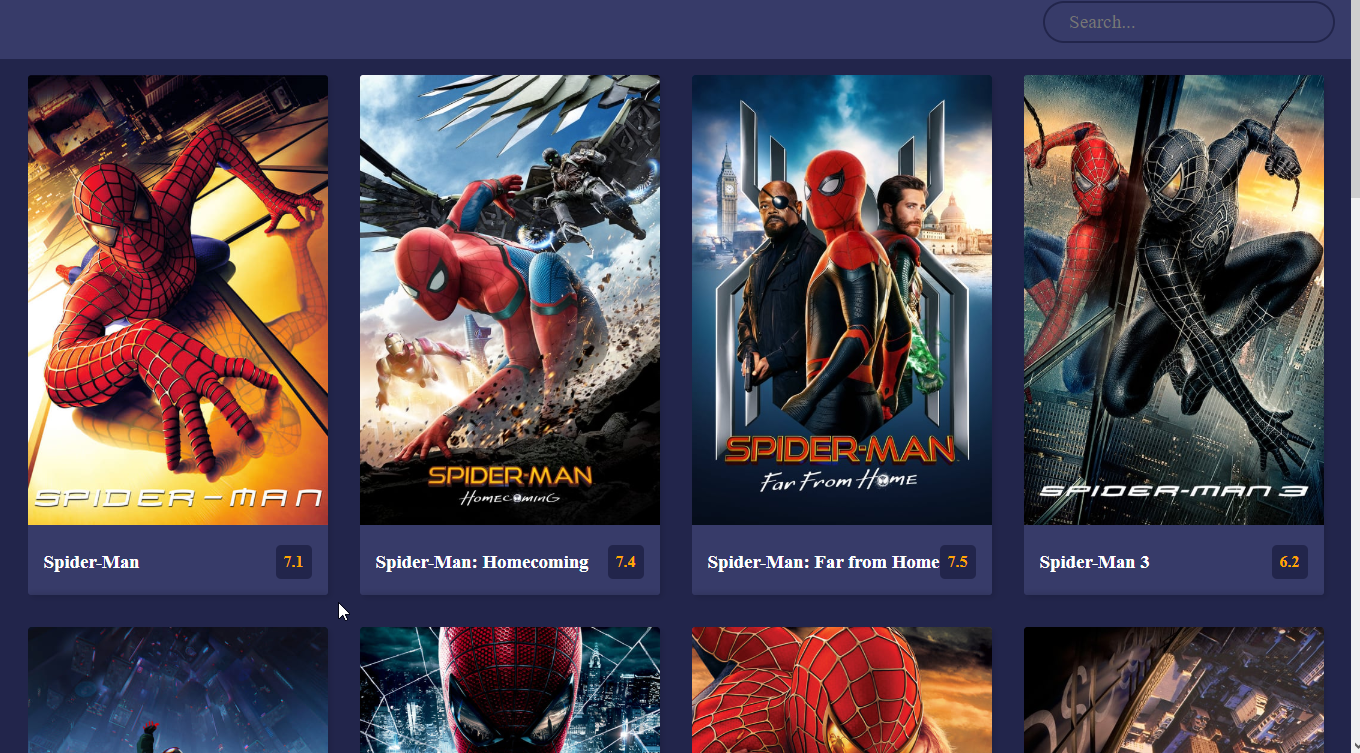 Search...
SPIDER-MAN
SPIDER-MAN
HOMECOMING
SPIDER-MAN
FAR FROM HOME
SPIDER-MAN 3
Spider-Man 7.1
Spider-Man: Homecoming 7.4
Spider-Man: Far from Home 7.5
Spider-Man 3 6.2